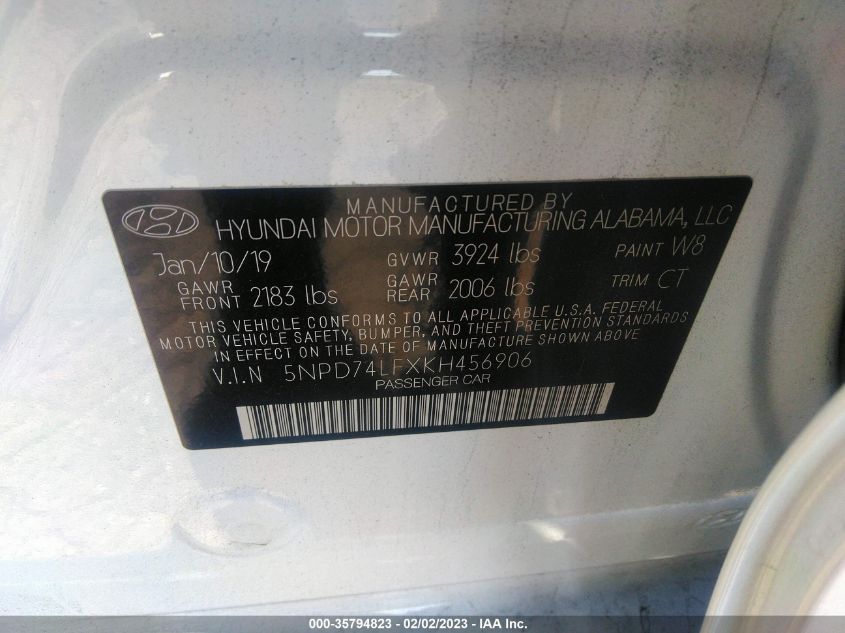 MANUFACTURED BY
HYUNDAI MOTOR MANUFACTURING ALABAMA, LLC
Jan/10/19 GVWR 3924 lbs PAINT W8
GAWR FRONT 2183 lbs GAWR REAR 2006 lbs TRIM CT
THIS VEHICLE CONFORMS TO ALL APPLICABLE U.S.A. FEDERAL
MOTOR VEHICLE SAFETY, BUMPER, AND THEFT PREVENTION STANDARDS
IN EFFECT ON THE DATE OF MANUFACTURE SHOWN ABOVE
V.I.N 5NPD74LFXKH456906
PASSENGER CAR
000-35794823 - 02/02/2023 - IAA Inc.